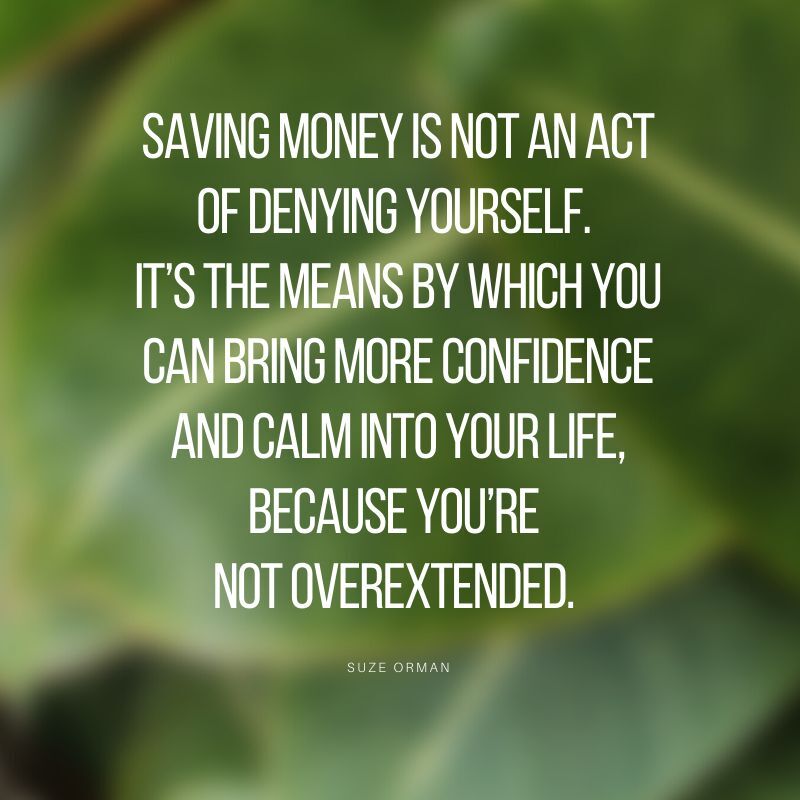 SAVING MONEY IS NOT AN ACT
OF DENYING YOURSELF.
IT’S THE MEANS BY WHICH YOU
CAN BRING MORE CONFIDENCE
AND CALM INTO YOUR LIFE,
BECAUSE YOU’RE
NOT OVEREXTENDED.
SUZE ORMAN